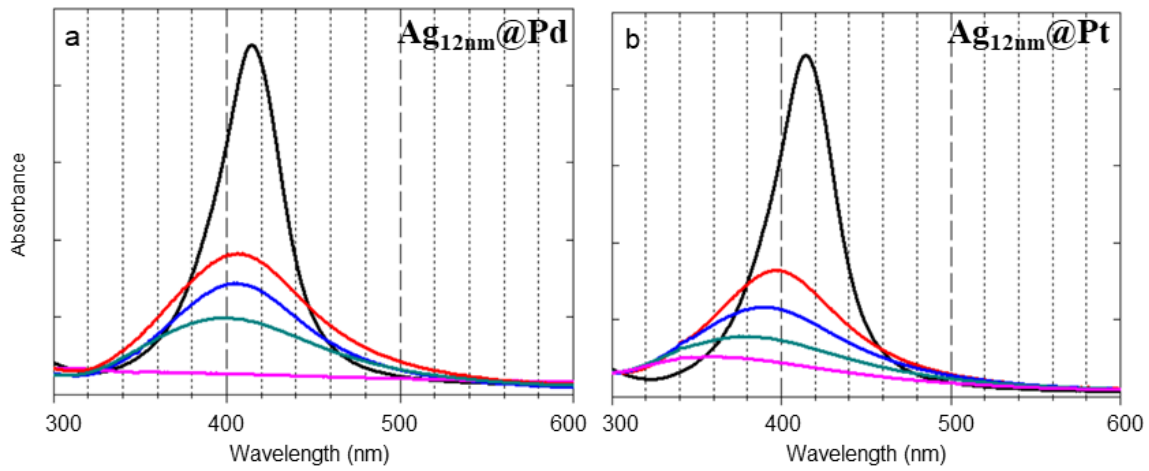 a
Ag12nm@Pd
Absorbance
300 400 500 600
Wavelength (nm)
b
Ag12nm@Pt
300 400 500 600
Wavelength (nm)